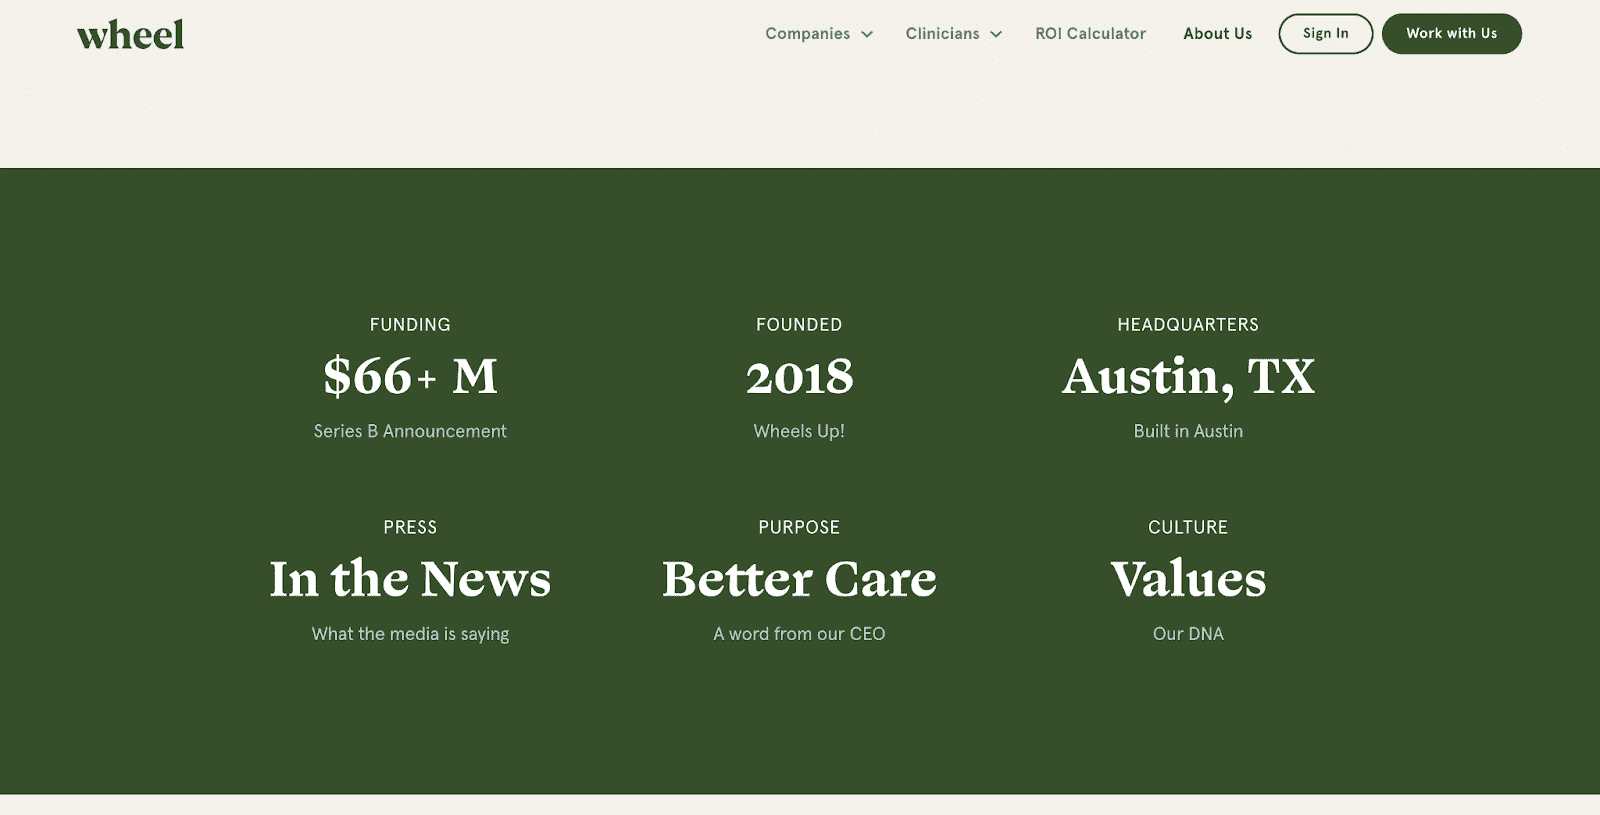 wheel
Companies
Clinicians
ROI Calculator
About Us
Sign In
Work with Us
FUNDING
$66+ M
Series B Announcement
FOUNDED
2018
Wheels Up!
HEADQUARTERS
Austin, TX
Built in Austin
PRESS
In the News
What the media is saying
PURPOSE
Better Care
A word from our CEO
CULTURE
Values
Our DNA